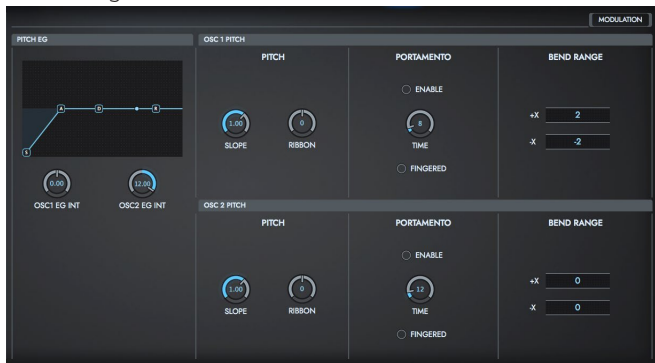 MODULATION
PITCH EG
S
A
D
R
0.00
OSC1 EG INT
12.00
OSC2 EG INT
OSC 1 PITCH
PITCH
1.00
SLOPE
0
RIBBON
PORTAMENTO
ENABLE
8
TIME
FINGERED
BEND RANGE
+X 2
-X -2
OSC 2 PITCH
PITCH
1.00
SLOPE
0
RIBBON
PORTAMENTO
ENABLE
12
TIME
FINGERED
BEND RANGE
+X 0
-X 0